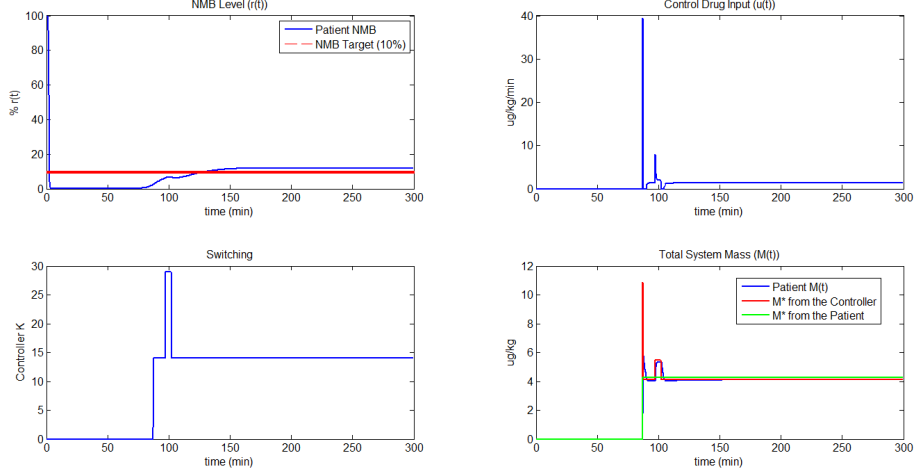 NMB Level (r(t))
100
80
60
40
20
0
% r(t)
Patient NMB
NMB Target (10%)
0 50 100 150 200 250 300
time (min)
Control Drug Input (u(t))
40
30
20
10
0
ug/kg/min
0 50 100 150 200 250 300
time (min)
Switching
30
25
20
15
10
5
0
Controller K
0 50 100 150 200 250 300
time (min)
Total System Mass (M(t))
12
10
8
6
4
2
0
ug/kg
Patient M(t)
M* from the Controller
M* from the Patient
0 50 100 150 200 250 300
time (min)